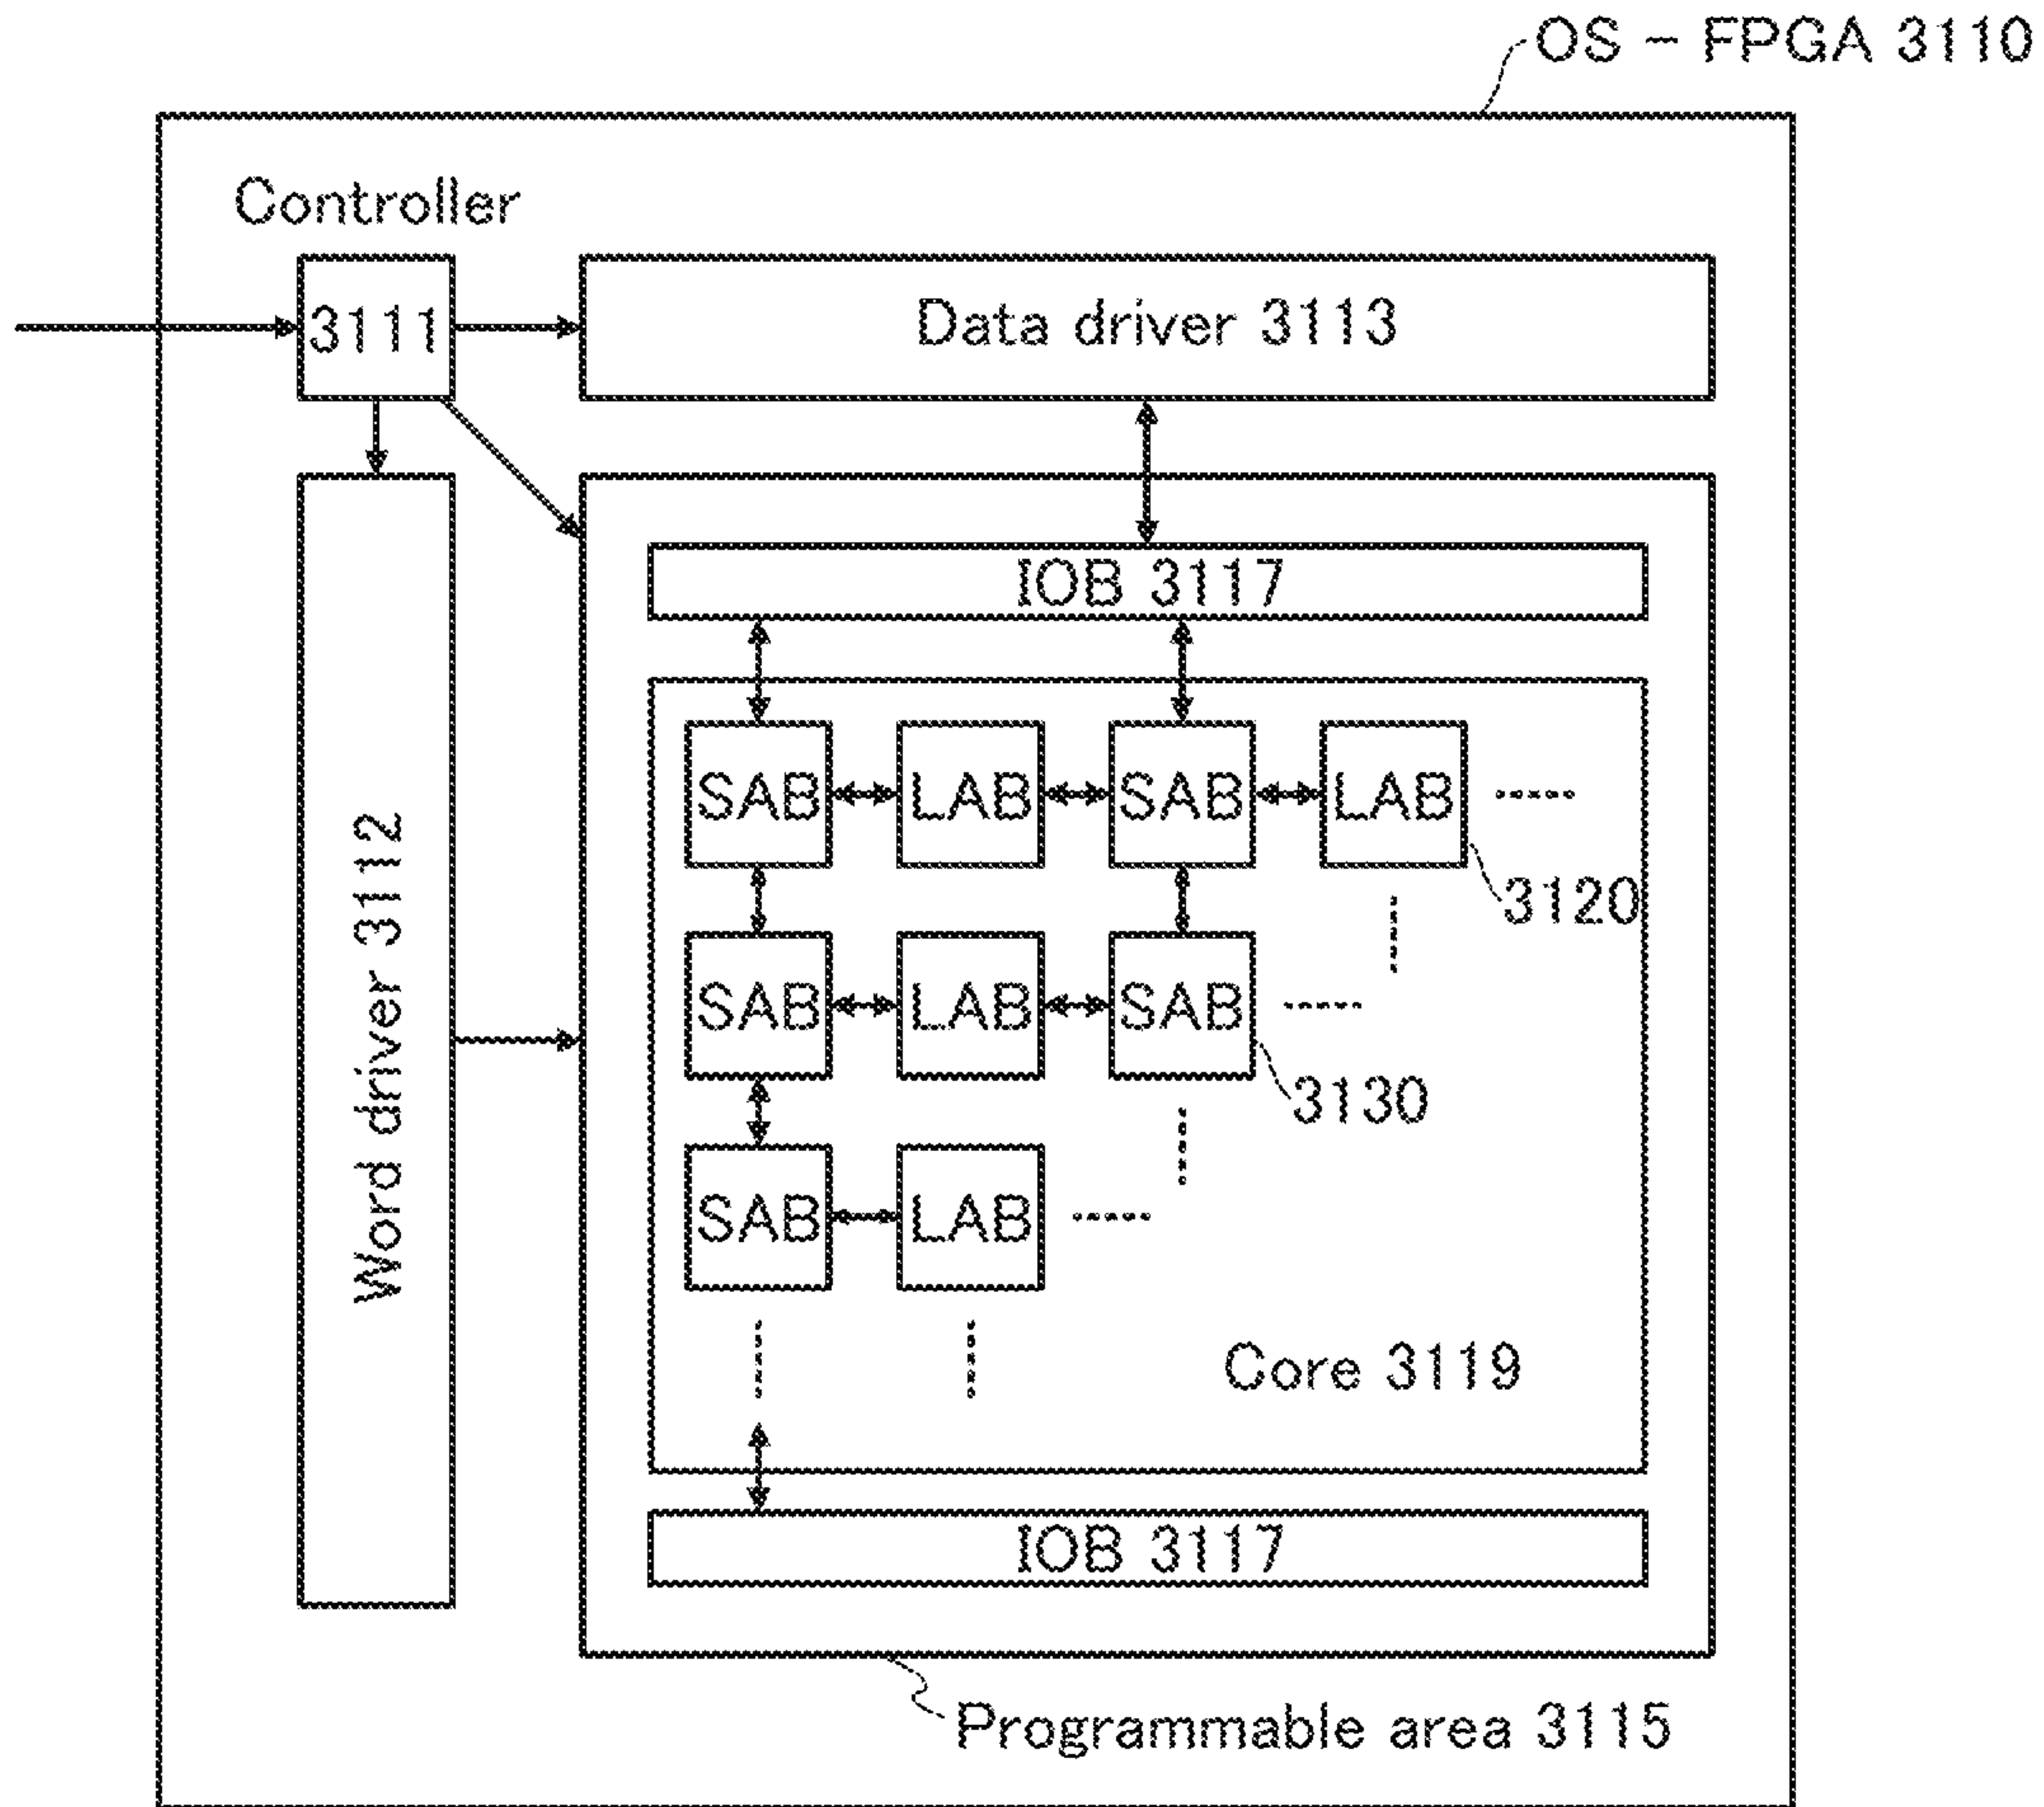 OS - FPGA 3110
Controller
3111
Data driver 3113
Word driver 3112
IOB 3117
SAB LAB SAB LAB
3120
SAB LAB SAB
3130
SAB LAB
Core 3119
IOB 3117
Programmable area 3115